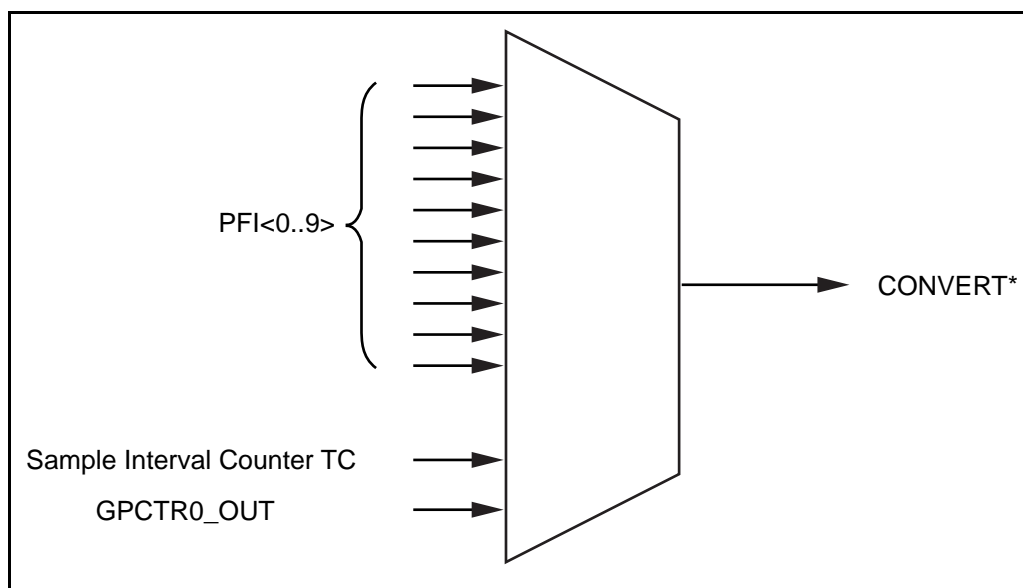 PFI<0..9>
CONVERT*
Sample Interval Counter TC
GPCTR0_OUT